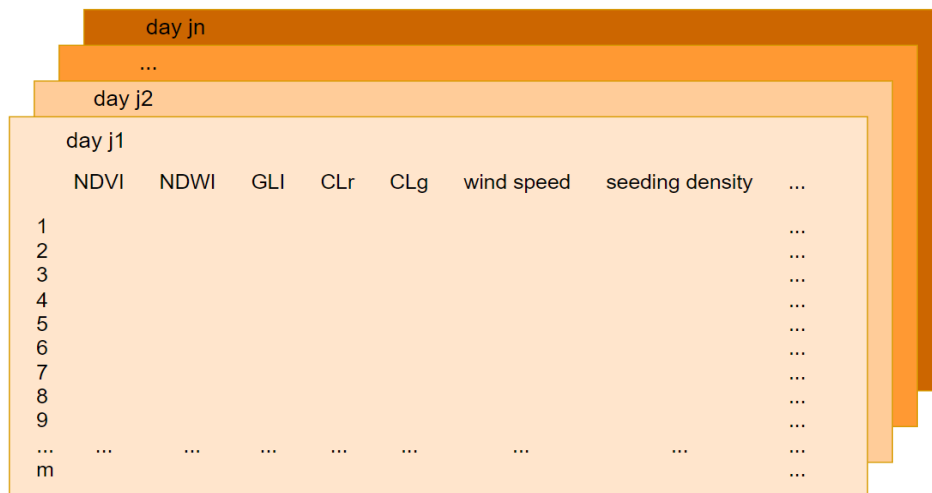 day jn
...
day j2
day j1
NDVI NDWI GLI CLr CLg wind speed seeding density ...
1 ...
2 ...
3 ...
4 ...
5 ...
6 ...
7 ...
8 ...
9 ...
... ... ... ... ... ... ... ... ...
m ...